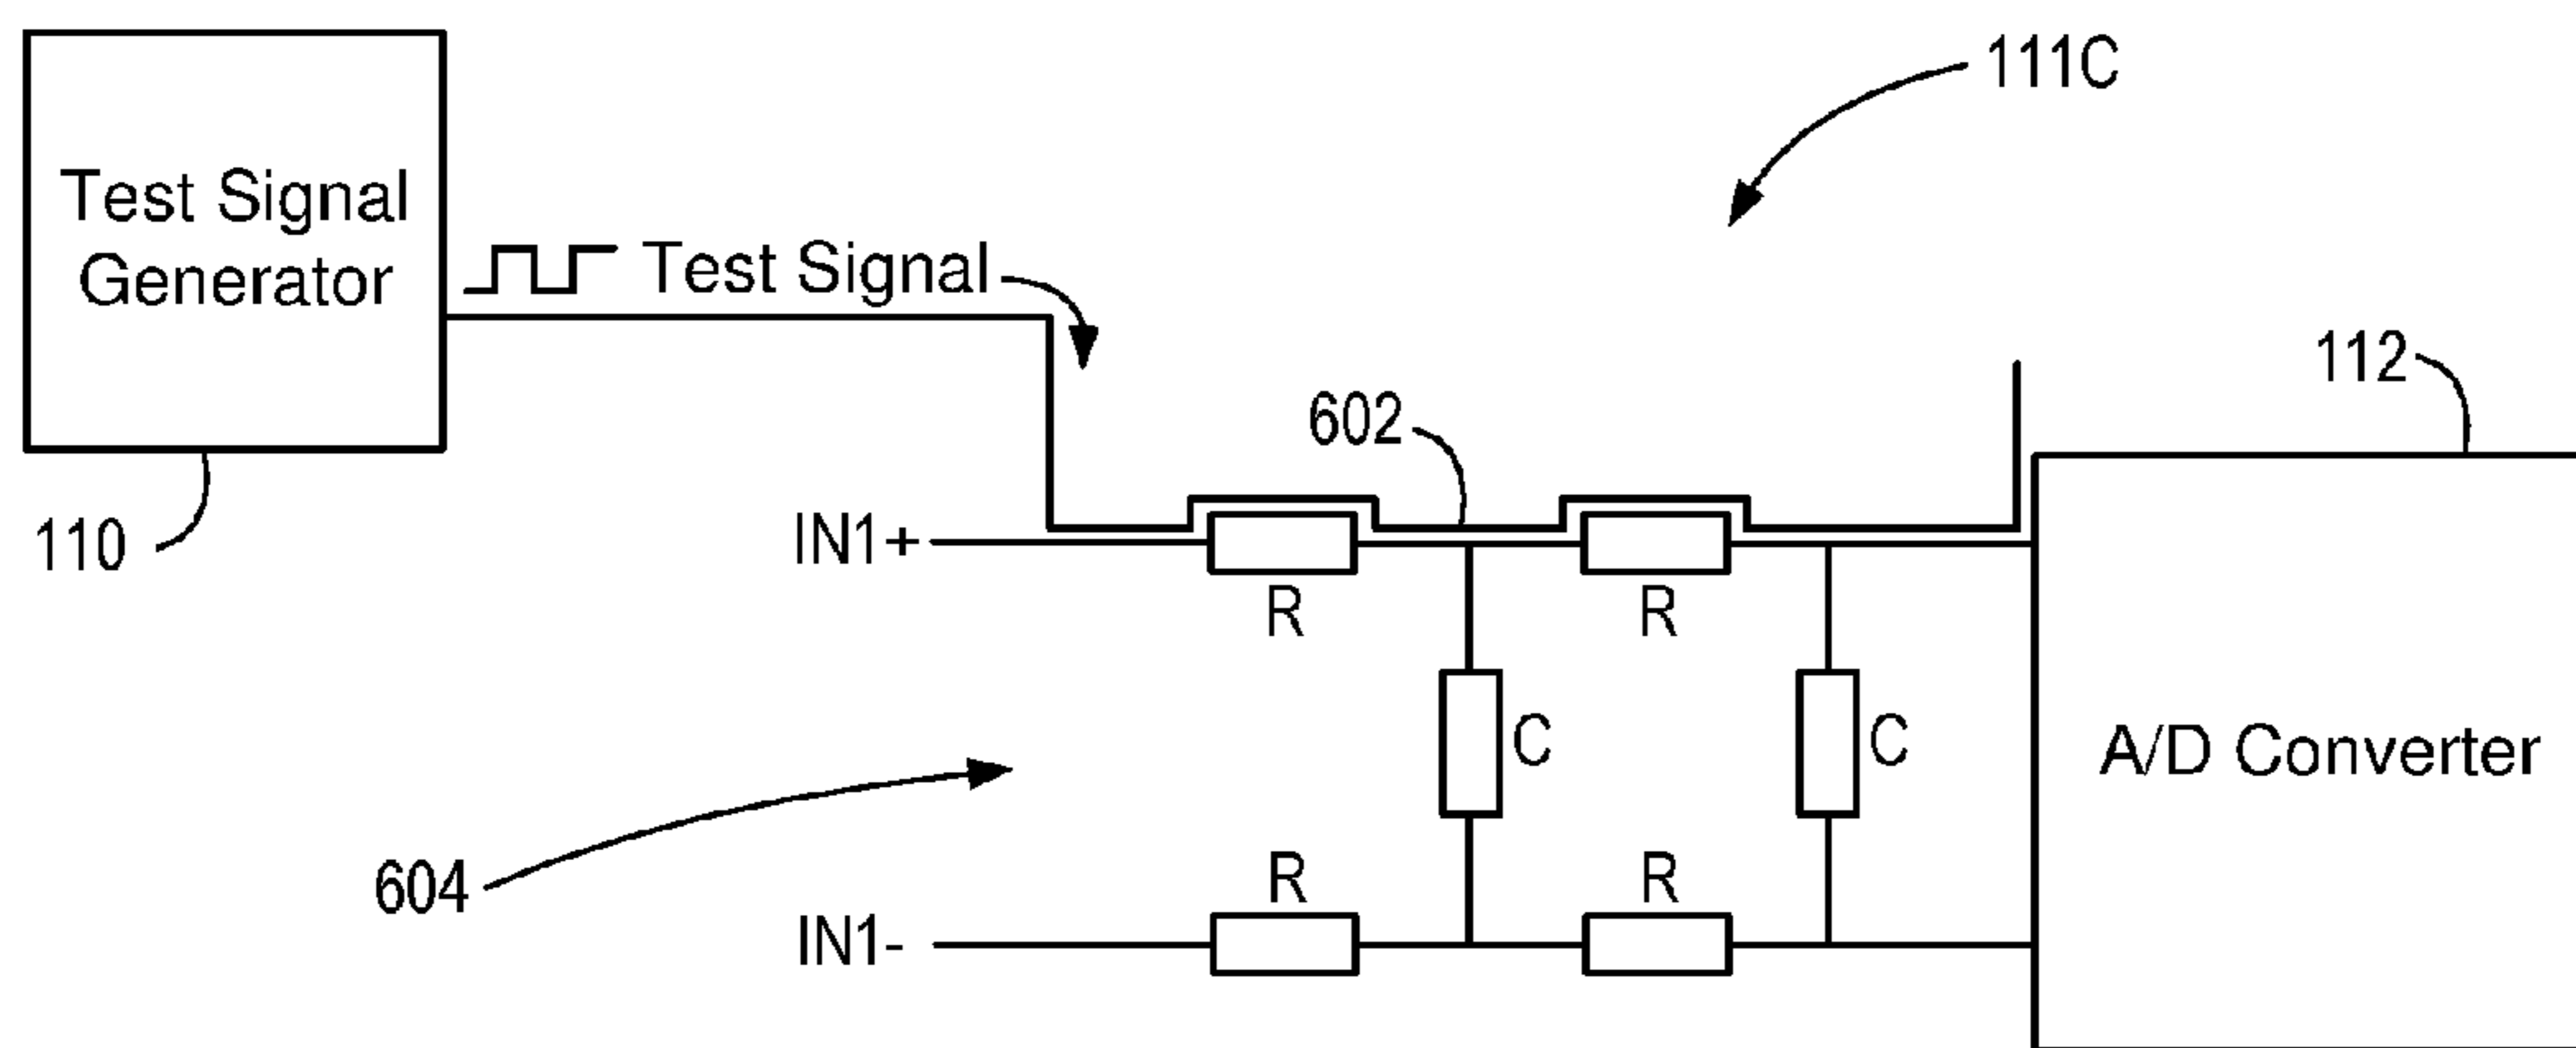 111C
Test Signal
Generator
Test Signal
112
602
110
IN1+
R
R
C
C
A/D Converter
604
R
R
IN1-